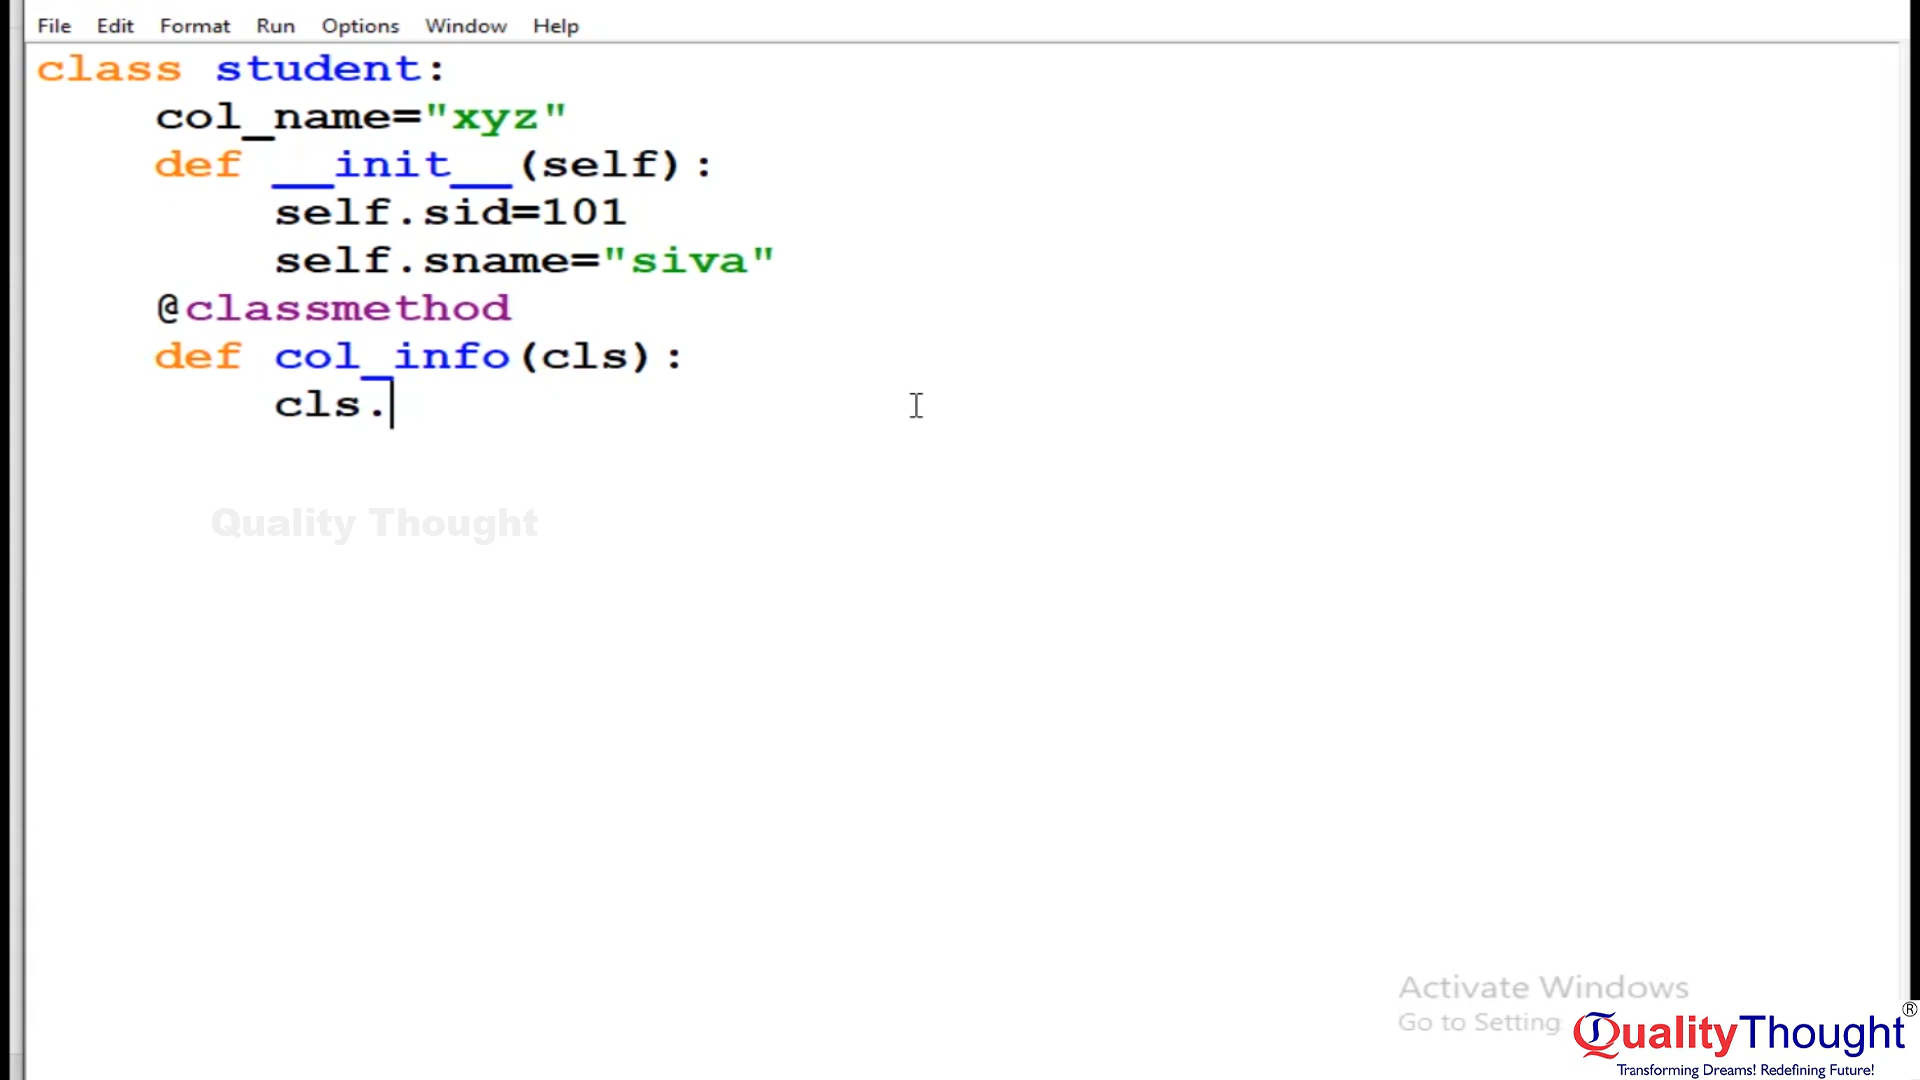 File Edit Format Run Options Window Help
class student:
    col_name="xyz"
    def __init__(self):
        self.sid=101
        self.sname="siva"
    @classmethod
    def col_info(cls):
        cls.
Quality Thought
Activate Windows
Go to Setting
QualityThought®
Transforming Dreams! Redefining Future!